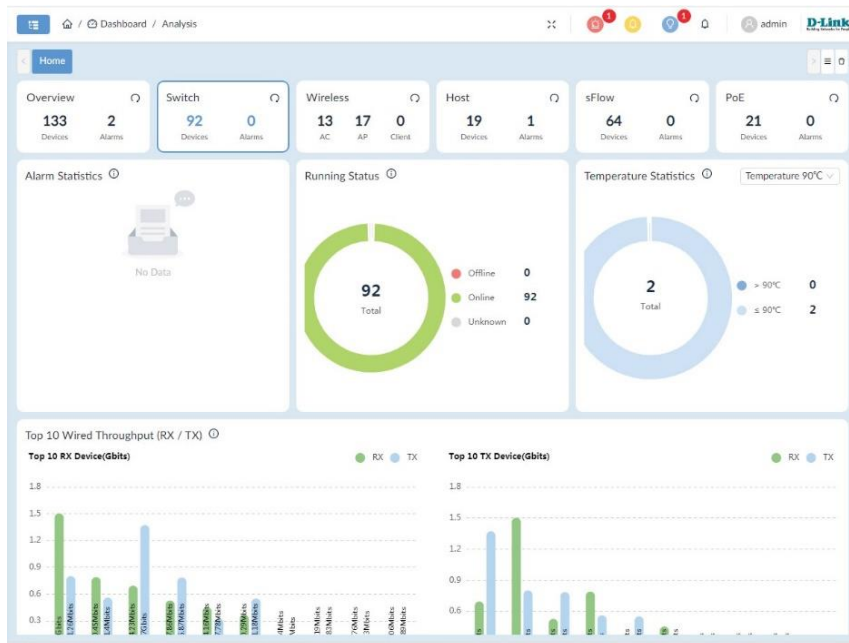 / Dashboard / Analysis
1
1
admin
D-Link
Home
Overview
133
2
Devices
Alarms
Switch
92
0
Devices
Alarms
Wireless
13
17
0
AC
AP
Client
Host
19
1
Devices
Alarms
sFlow
64
0
Devices
Alarms
PoE
21
0
Devices
Alarms
Alarm Statistics
No Data
Running Status
92
Total
Offline 0
Online 92
Unknown 0
Temperature Statistics
Temperature 90℃
2
Total
> 90℃ 0
≤ 90℃ 2
Top 10 Wired Throughput (RX / TX)
Top 10 RX Device(Gbits)
RX TX
1.8
1.5
1.2
0.9
0.6
0.3
Top 10 TX Device(Gbits)
RX TX
1.8
1.5
1.2
0.9
0.6